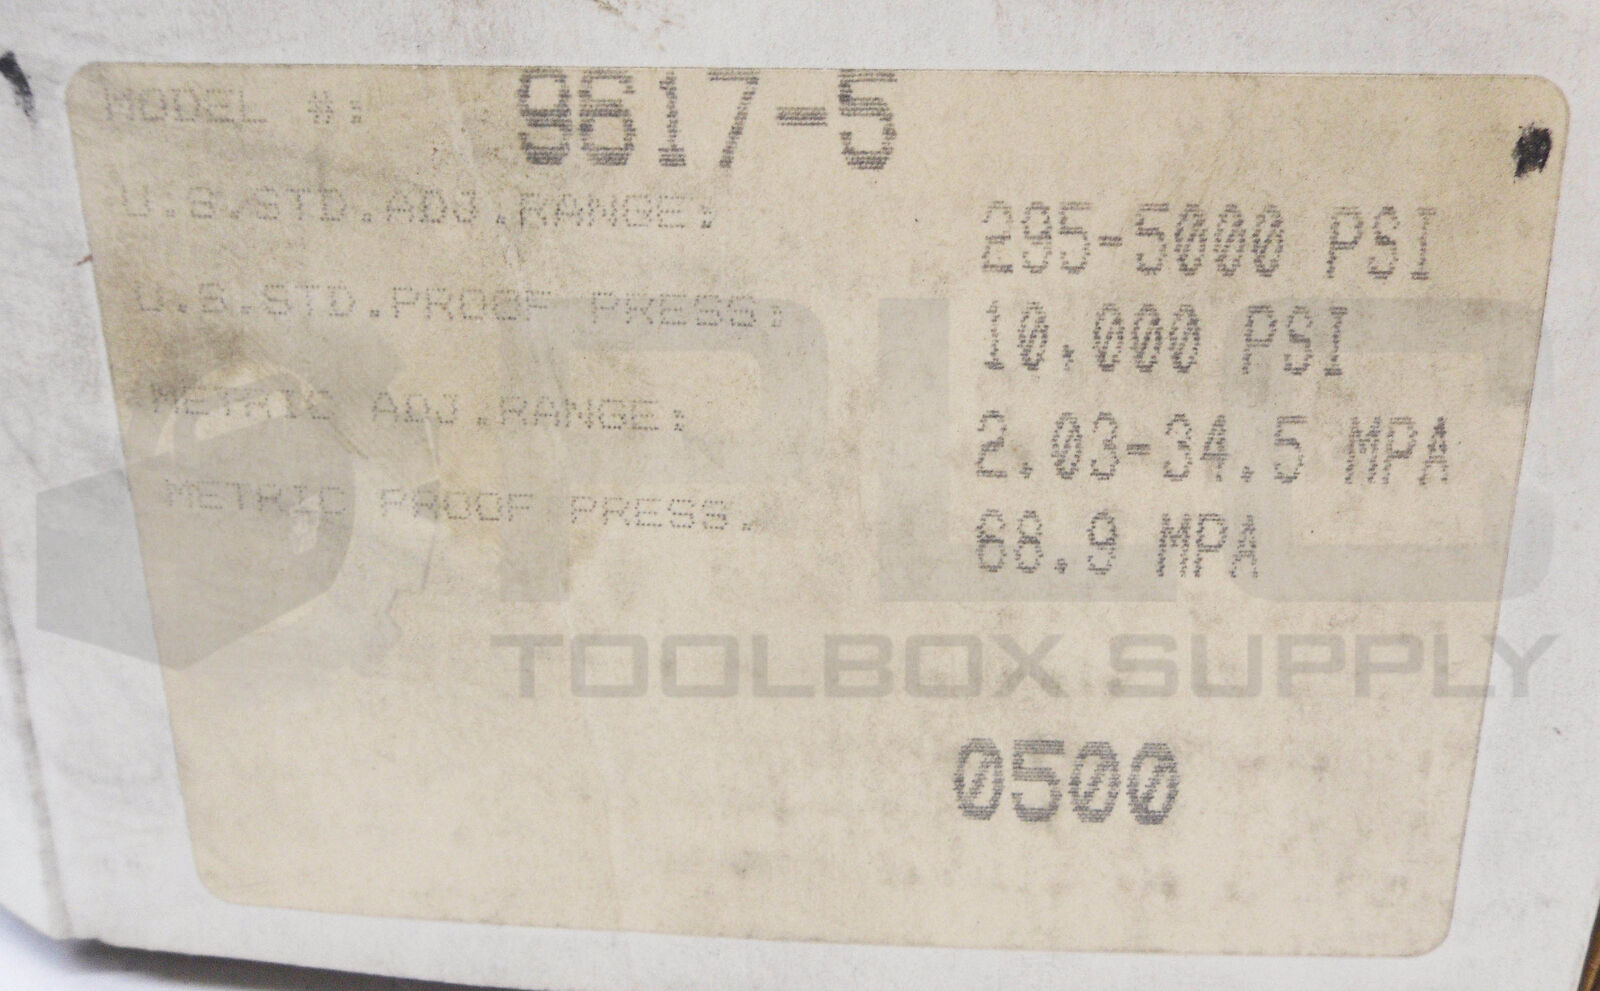 MODEL #: 9617-5
U.S.STD.ADJ.RANGE: 295-5000 PSI
U.S.STD.PROOF PRESS: 10.000 PSI
METRIC ADJ.RANGE: 2.03-34.5 MPA
METRIC PROOF PRESS. 68.9 MPA
TOOLBOX SUPPLY
0500